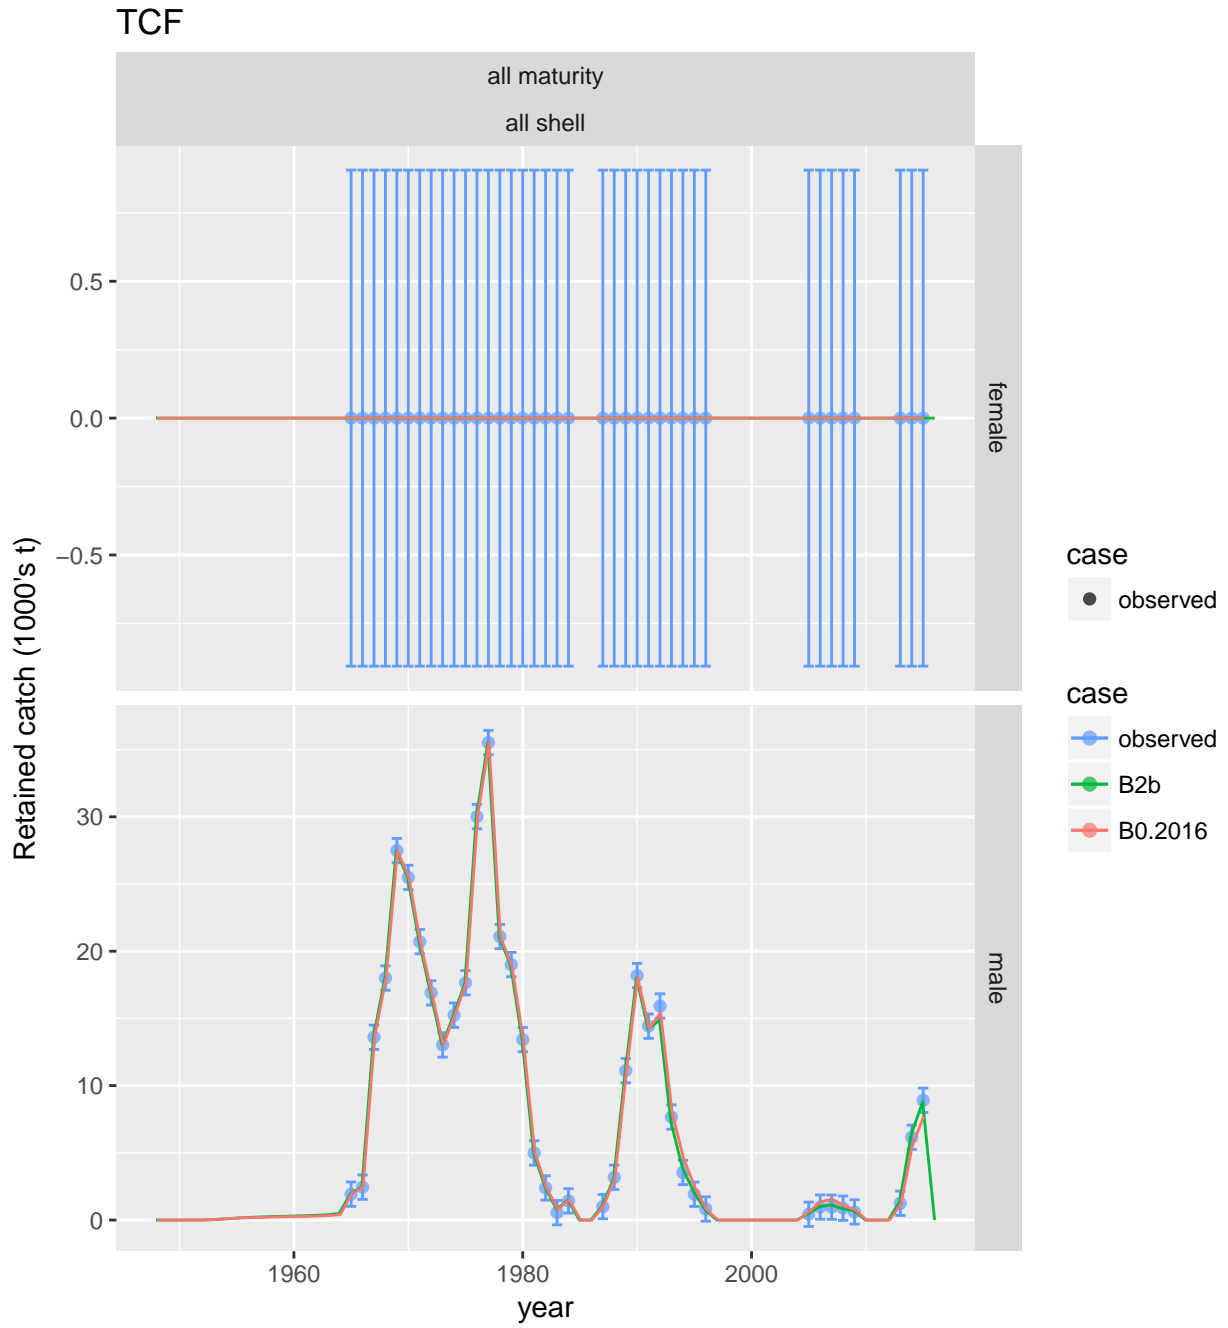 TCF
all maturity
all shell
0.5
0.0
−0.5
female
30
20
10
0
male
1960
1980
2000
year
Retained catch (1000's t)
case
observed
case
observed
B2b
B0.2016